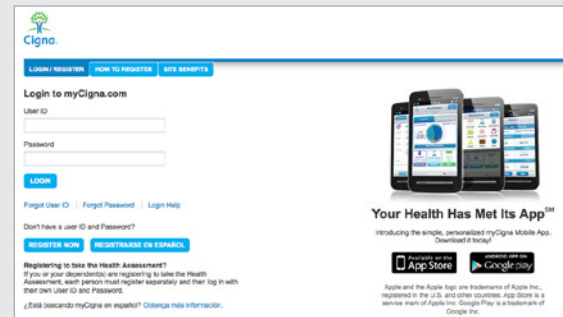 Cigna.
LOGIN / REGISTER
HOW TO REGISTER
SITE BENEFITS
Login to myCigna.com
User ID
Password
LOGIN
Forgot User ID | Forgot Password | Login Help
Don't have a user ID and Password?
REGISTER NOW
REGISTRARSE EN ESPAÑOL
Registering to take the Health Assessment?
If you or your dependent(s) are registering to take the Health
Assessment, each person must register separately and then log in with
their own User ID and Password.
¿Está buscando myCigna en español? Obtenga más información.
Your Health Has Met Its App℠
Introducing the simple, personalized myCigna Mobile App.
Download it today!
Available on the
App Store
ANDROID APP ON
Google play
Apple and the Apple logo are trademarks of Apple Inc.,
registered in the U.S. and other countries. App Store is a
service mark of Apple Inc. Google Play is a trademark of
Google Inc.